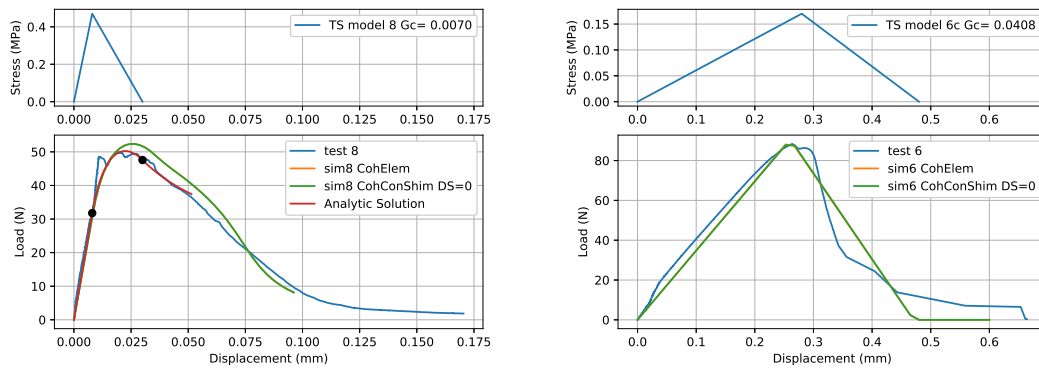 Stress (MPa)
0.4
0.2
0.0
TS model 8 Gc= 0.0070
0.000 0.025 0.050 0.075 0.100 0.125 0.150 0.175
Load (N)
50
40
30
20
10
0
test 8
sim8 CohElem
sim8 CohConShim DS=0
Analytic Solution
0.000 0.025 0.050 0.075 0.100 0.125 0.150 0.175
Displacement (mm)
Stress (MPa)
0.15
0.10
0.05
0.00
TS model 6c Gc= 0.0408
0.0 0.1 0.2 0.3 0.4 0.5 0.6
Load (N)
80
60
40
20
0
test 6
sim6 CohElem
sim6 CohConShim DS=0
0.0 0.1 0.2 0.3 0.4 0.5 0.6
Displacement (mm)